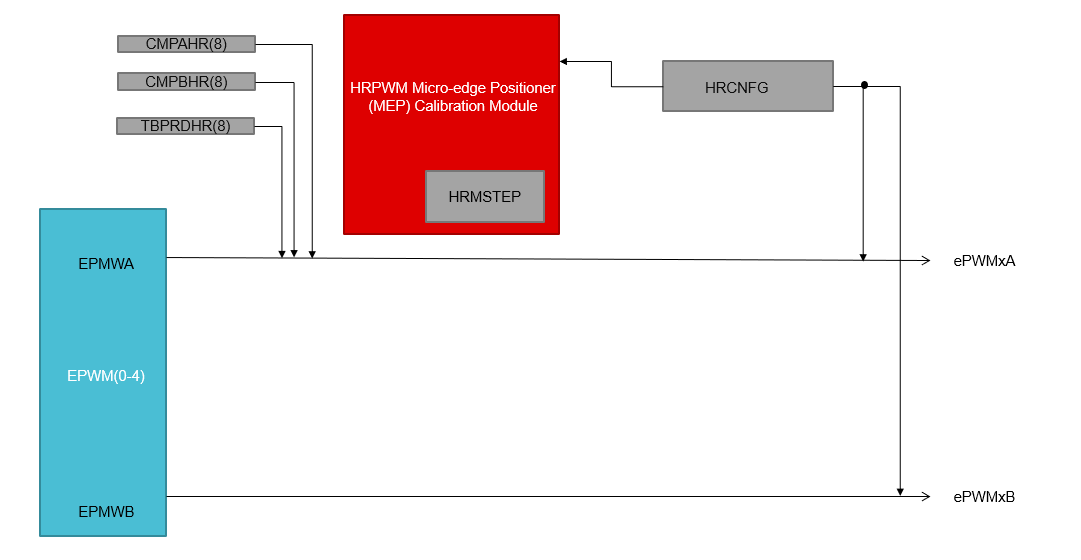 CMPAHR(8)
CMPBHR(8)
TBPRDHR(8)
HRPWM Micro-edge Positioner
(MEP) Calibration Module
HRMSTEP
HRCNFG
EPMWA
EPWM(0-4)
EPMWB
ePWMxA
ePWMxB